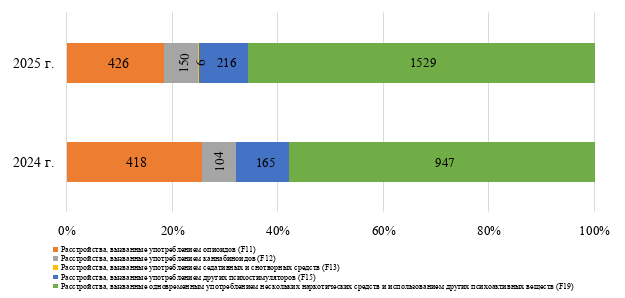 2025 г.
426
150
6
216
1529
2024 г.
418
104
165
947
0%
20%
40%
60%
80%
100%
Расстройства, вызванные употреблением опиоидов (F11)
Расстройства, вызванные употреблением каннабиноидов (F12)
Расстройства, вызванные употреблением седативных и снотворных средств (F13)
Расстройства, вызванные употреблением других психостимуляторов (F15)
Расстройства, вызванные одновременным употреблением нескольких наркотических средств и использованием других психоактивных веществ (F19)